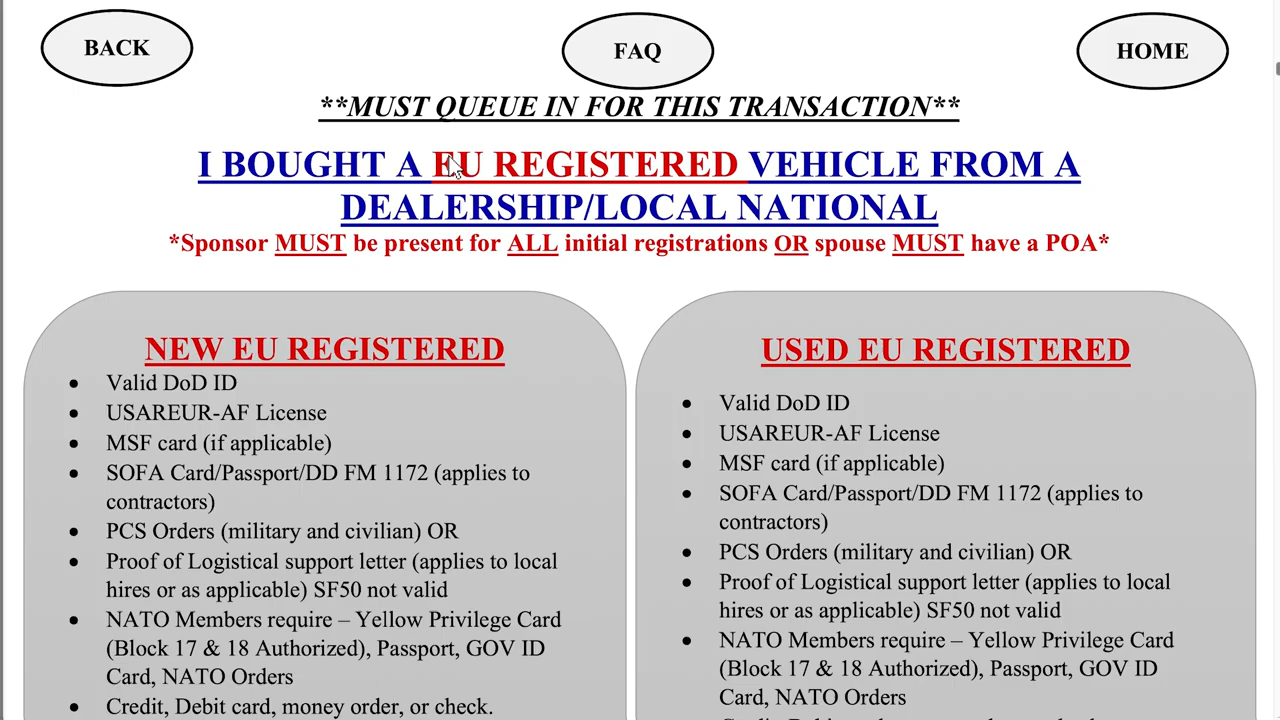 BACK
FAQ
HOME
**MUST QUEUE IN FOR THIS TRANSACTION**
I BOUGHT A EU REGISTERED VEHICLE FROM A
DEALERSHIP/LOCAL NATIONAL
*Sponsor MUST be present for ALL initial registrations OR spouse MUST have a POA*
NEW EU REGISTERED
• Valid DoD ID
• USAREUR-AF License
• MSF card (if applicable)
• SOFA Card/Passport/DD FM 1172 (applies to
contractors)
• PCS Orders (military and civilian) OR
• Proof of Logistical support letter (applies to local
hires or as applicable) SF50 not valid
• NATO Members require – Yellow Privilege Card
(Block 17 & 18 Authorized), Passport, GOV ID
Card, NATO Orders
• Credit, Debit card, money order, or check.
USED EU REGISTERED
• Valid DoD ID
• USAREUR-AF License
• MSF card (if applicable)
• SOFA Card/Passport/DD FM 1172 (applies to
contractors)
• PCS Orders (military and civilian) OR
• Proof of Logistical support letter (applies to local
hires or as applicable) SF50 not valid
• NATO Members require – Yellow Privilege Card
(Block 17 & 18 Authorized), Passport, GOV ID
Card, NATO Orders